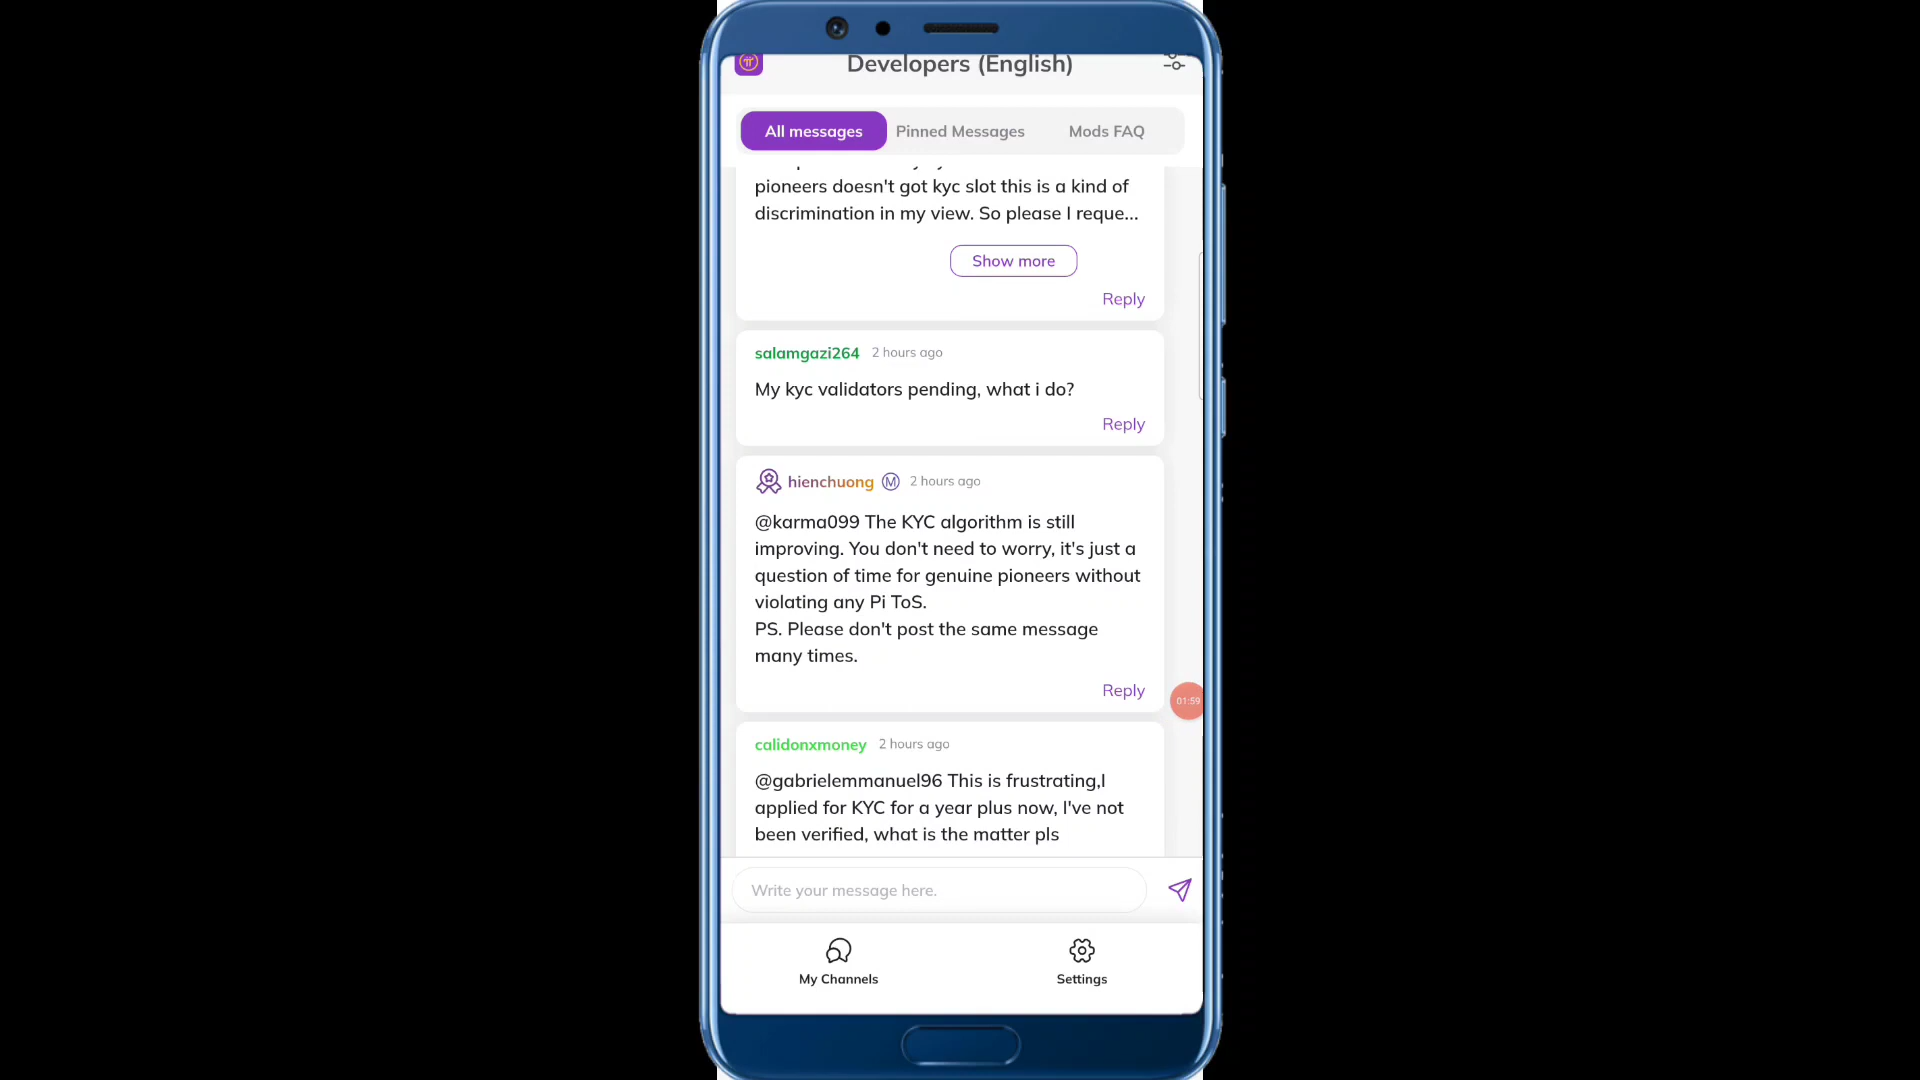 Developers (English)
All messages
Pinned Messages
Mods FAQ
pioneers doesn't got kyc slot this is a kind of
discrimination in my view. So please I reque...
Show more
Reply
salamgazi264 2 hours ago
My kyc validators pending, what i do?
Reply
hienchuong M 2 hours ago
@karma099 The KYC algorithm is still
improving. You don't need to worry, it's just a
question of time for genuine pioneers without
violating any Pi ToS.
PS. Please don't post the same message
many times.
Reply
01:59
calidonxmoney 2 hours ago
@gabrielemmanuel96 This is frustrating,I
applied for KYC for a year plus now, I've not
been verified, what is the matter pls
Write your message here.
My Channels
Settings